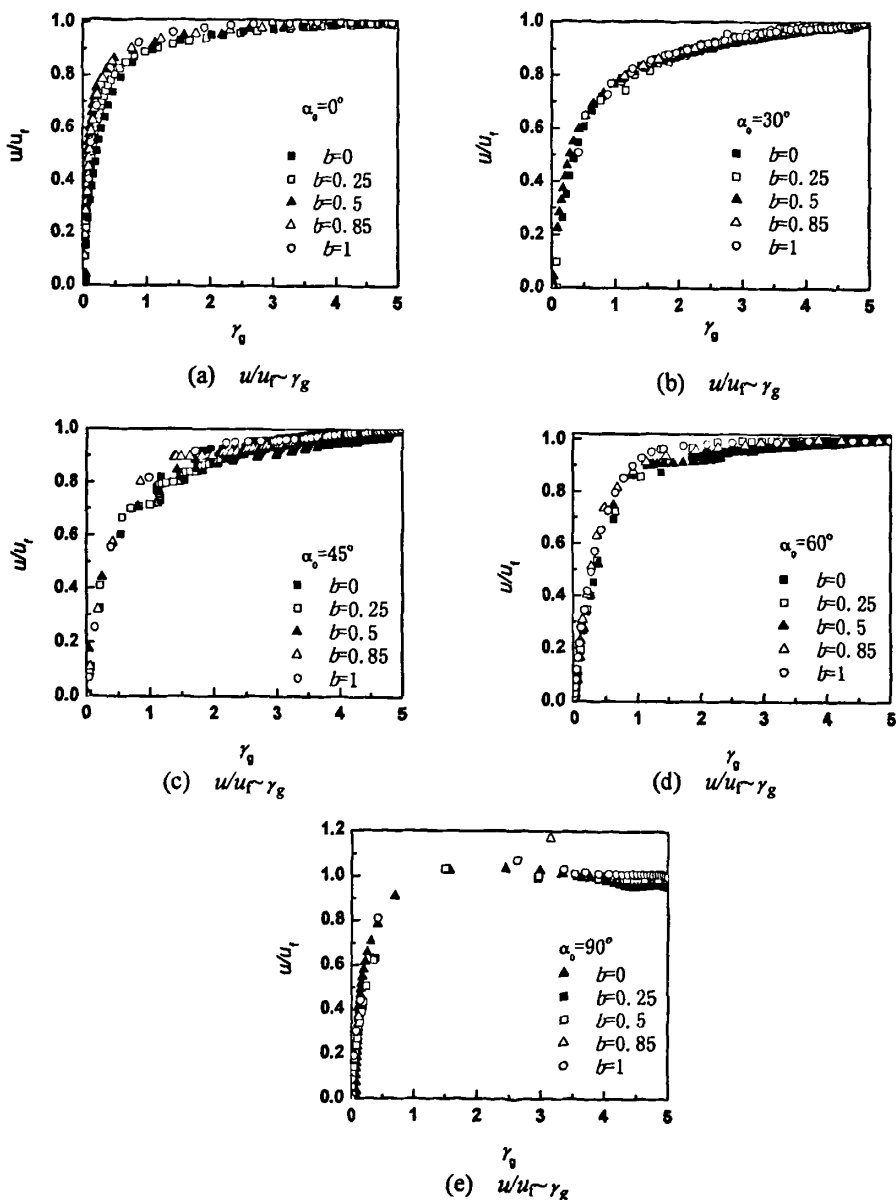 1.0
0.8
0.6
0.4
0.2
0.0
u/u_f
α₀=0°
b=0
b=0.25
b=0.5
b=0.85
b=1
0 1 2 3 4 5
γ_g
(a) u/u_f~γ_g
1.0
0.8
0.6
0.4
0.2
0.0
u/u_f
α₀=30°
b=0
b=0.25
b=0.5
b=0.85
b=1
0 1 2 3 4 5
γ_g
(b) u/u_f~γ_g
1.0
0.8
0.6
0.4
0.2
0.0
u/u_f
α₀=45°
b=0
b=0.25
b=0.5
b=0.85
b=1
0 1 2 3 4 5
γ_g
(c) u/u_f~γ_g
1.0
0.8
0.6
0.4
0.2
0.0
u/u_f
α₀=60°
b=0
b=0.25
b=0.5
b=0.85
b=1
0 1 2 3 4 5
γ_g
(d) u/u_f~γ_g
1.2
1.0
0.8
0.6
0.4
0.2
0.0
u/u_f
α₀=90°
b=0
b=0.25
b=0.5
b=0.85
b=1
0 1 2 3 4 5
γ_g
(e) u/u_f~γ_g